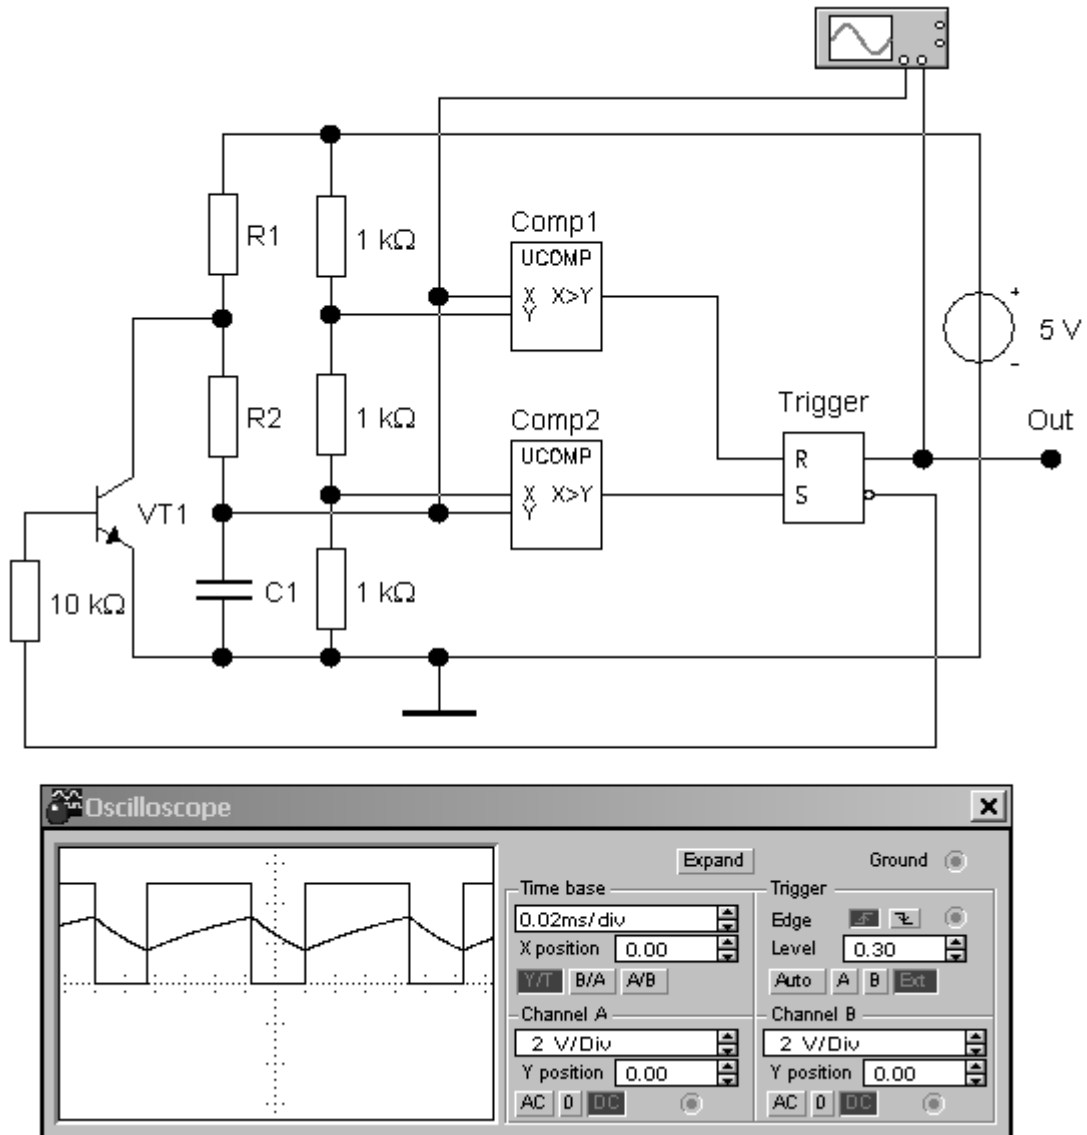 Comp1
UCOMP
R1
1 kΩ
X X>Y
Y
+
5 V
-
R2
1 kΩ
Comp2
Trigger
Out
UCOMP
R
X X>Y
S
Y
VT1
10 kΩ
C1
1 kΩ
Oscilloscope
Expand
Ground
Time base
Trigger
0.02ms/div
Edge
X position 0.00
Level 0.30
Y/T B/A A/B
Auto A B Ext
Channel A
Channel B
2 V/Div
2 V/Div
Y position 0.00
Y position 0.00
AC 0 DC
AC 0 DC